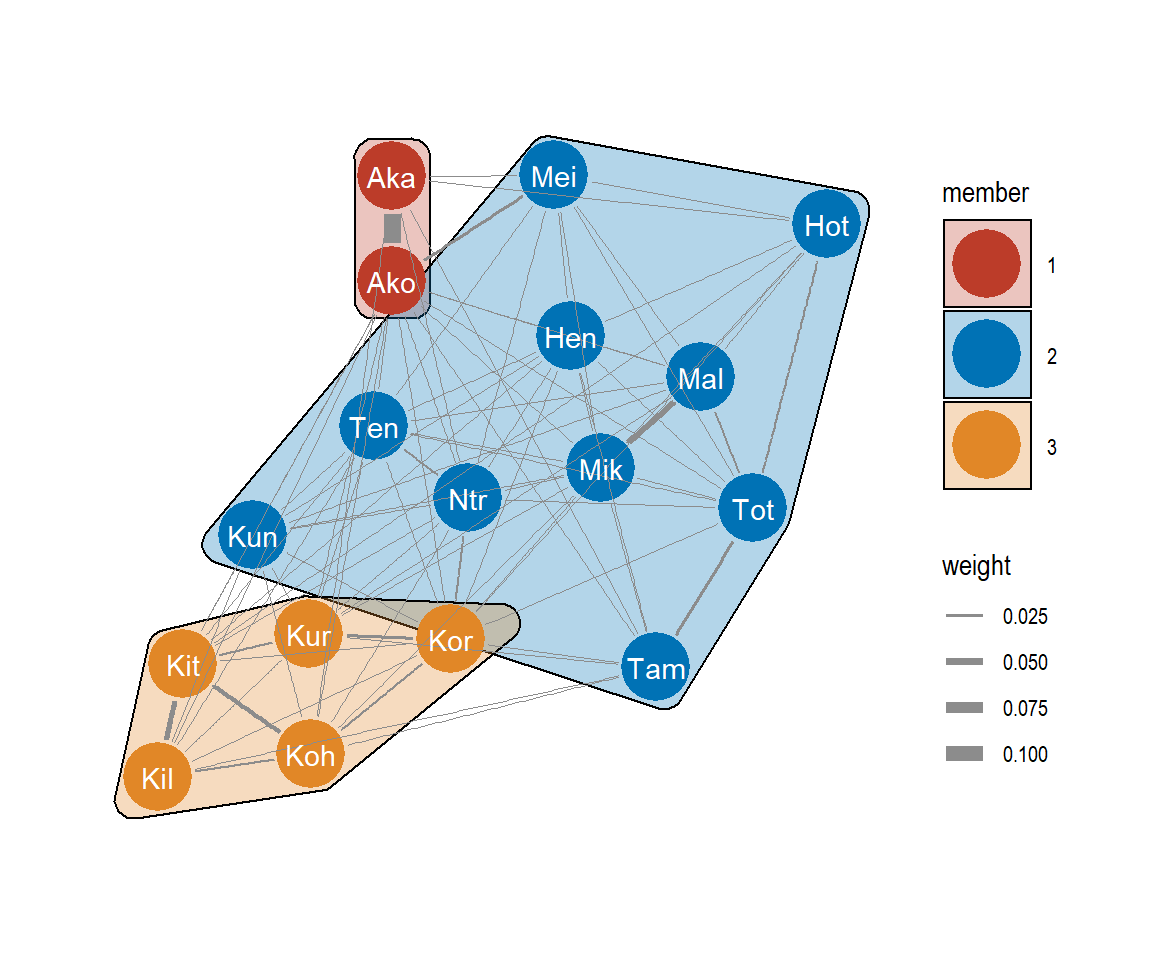 Aka
Mei
Hot
Ako
Hen
Mal
Ten
Mik
Ntr
Tot
Kun
Kur
Kor
Kit
Tam
Koh
Kil
member
1
2
3
weight
0.025
0.050
0.075
0.100